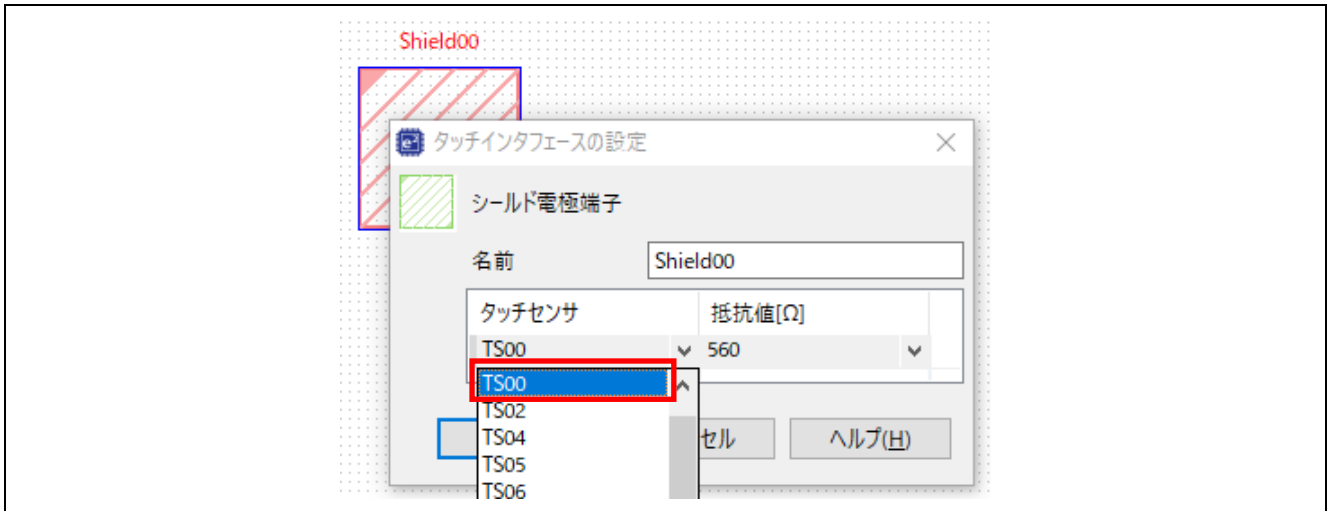 Shield00
タッチインタフェースの設定
シールド電極端子
名前 Shield00
タッチセンサ 抵抗値[Ω]
TS00 560
TS00
TS02
セル ヘルプ(H)
TS04
TS05
TS06